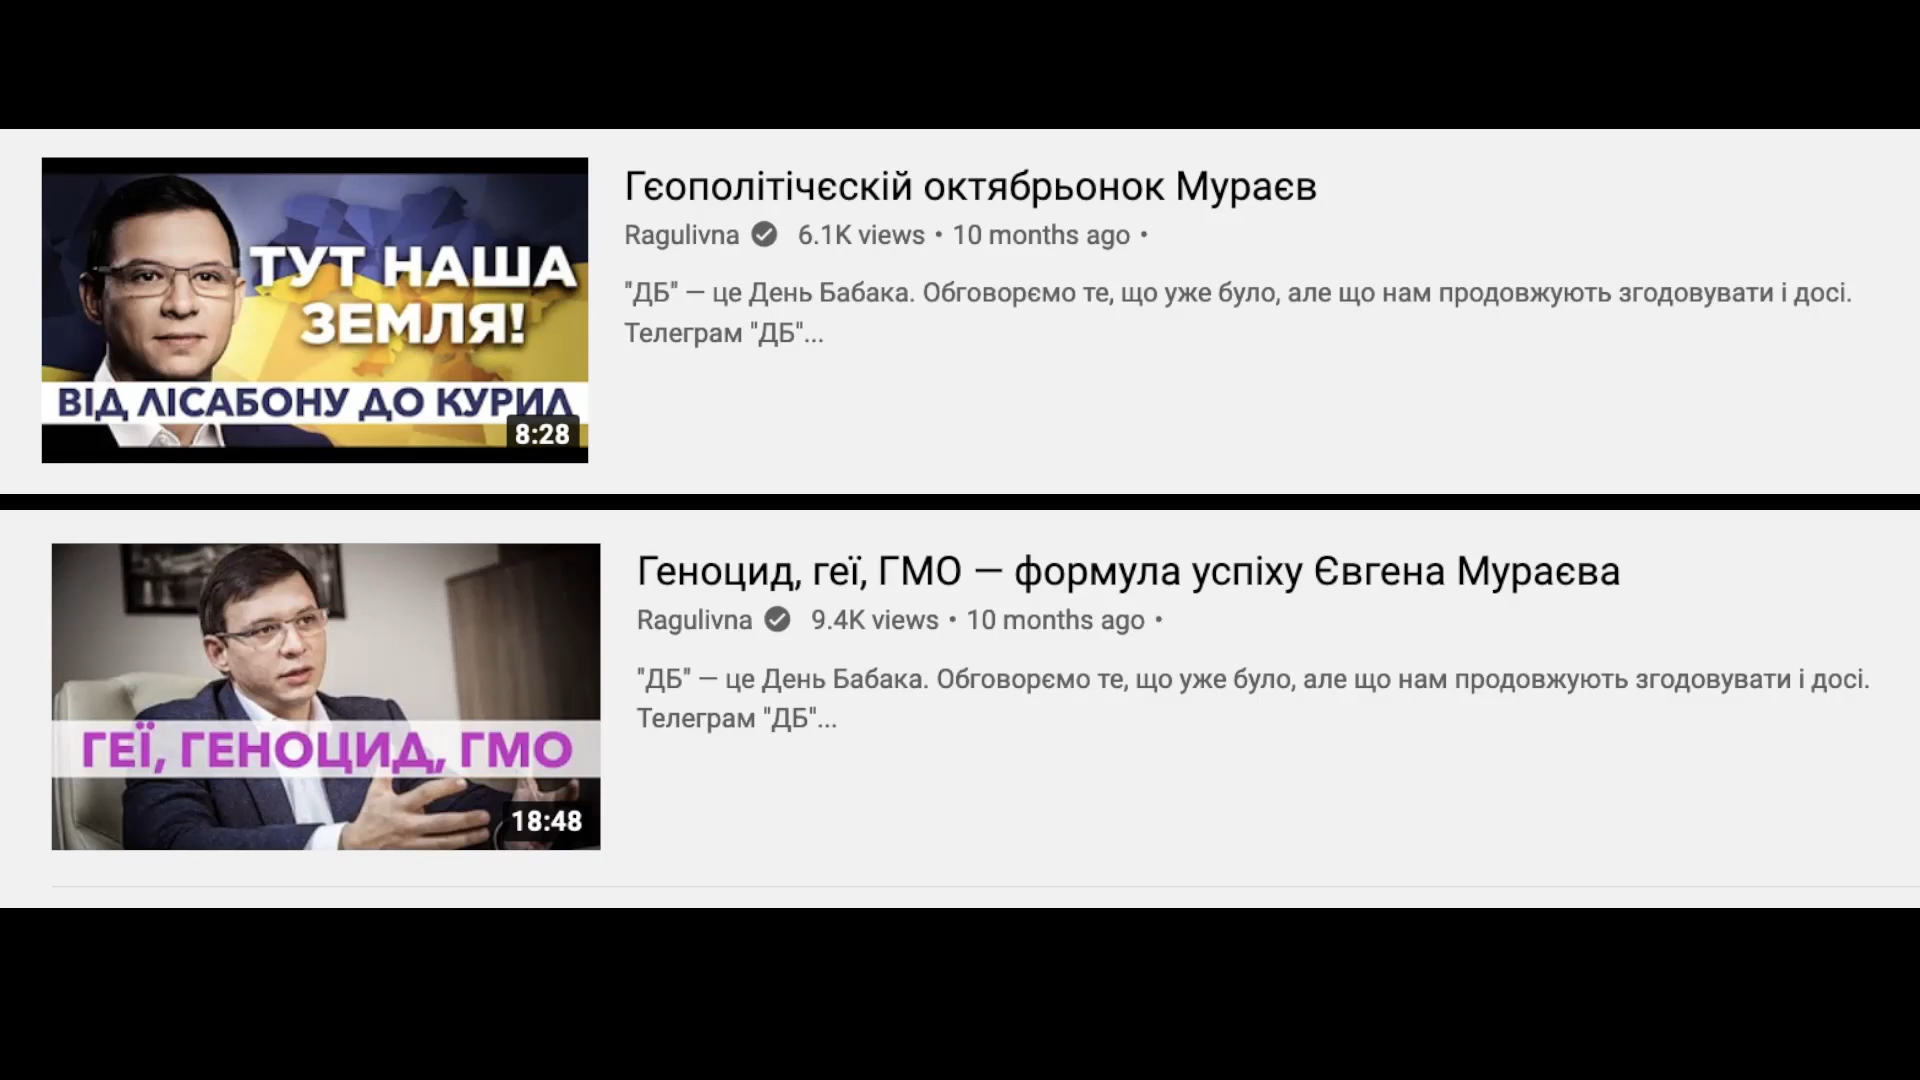 ТУТ НАША
ЗЕМЛЯ!
ВІД ЛІСАБОНУ ДО КУРИЛ
8:28
Гєополітічєскій октябрьонок Мураєв
Ragulivna 6.1K views • 10 months ago •
"ДБ" — це День Бабака. Обговорємо те, що уже було, але що нам продовжують згодовувати і досі.
Телеграм "ДБ"...
ГЕЇ, ГЕНОЦИД, ГМО
18:48
Геноцид, геї, ГМО — формула успіху Євгена Мураєва
Ragulivna 9.4K views • 10 months ago •
"ДБ" — це День Бабака. Обговорємо те, що уже було, але що нам продовжують згодовувати і досі.
Телеграм "ДБ"...